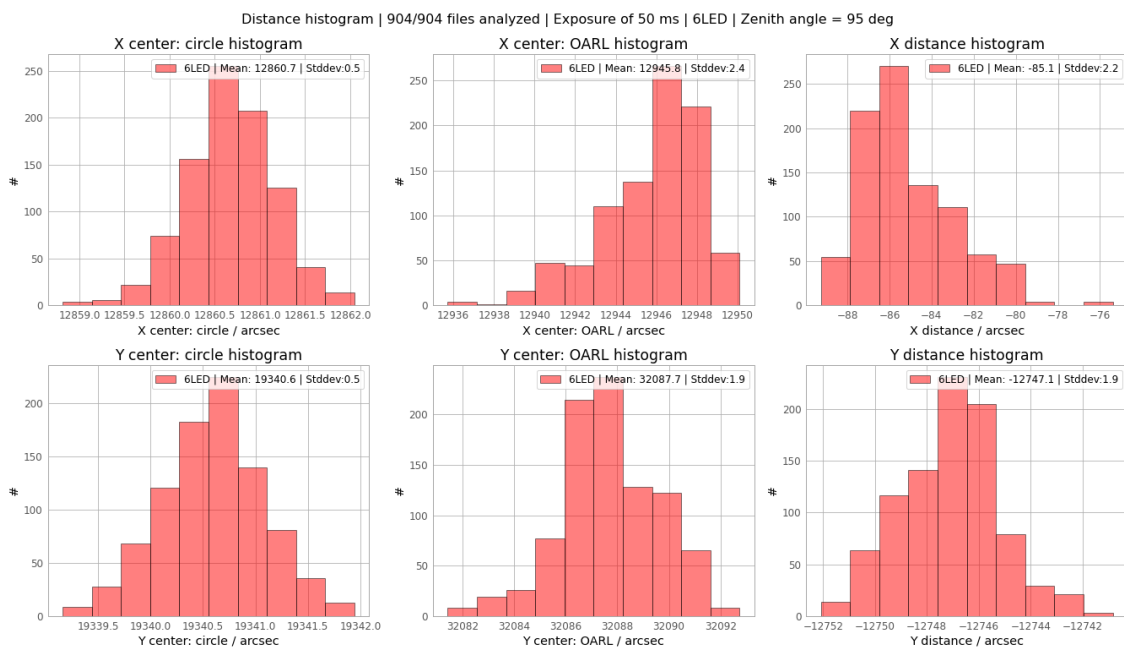 Distance histogram | 904/904 files analyzed | Exposure of 50 ms | 6LED | Zenith angle = 95 deg
X center: circle histogram
6LED | Mean: 12860.7 | Stddev:0.5
250
200
150
100
50
0
#
12859.0 12859.5 12860.0 12860.5 12861.0 12861.5 12862.0
X center: circle / arcsec
X center: OARL histogram
6LED | Mean: 12945.8 | Stddev:2.4
250
200
150
100
50
0
#
12936 12938 12940 12942 12944 12946 12948 12950
X center: OARL / arcsec
X distance histogram
6LED | Mean: -85.1 | Stddev:2.2
250
200
150
100
50
0
#
−88 −86 −84 −82 −80 −78 −76
X distance / arcsec
Y center: circle histogram
6LED | Mean: 19340.6 | Stddev:0.5
200
150
100
50
0
#
19339.5 19340.0 19340.5 19341.0 19341.5 19342.0
Y center: circle / arcsec
Y center: OARL histogram
6LED | Mean: 32087.7 | Stddev:1.9
200
150
100
50
0
#
32082 32084 32086 32088 32090 32092
Y center: OARL / arcsec
Y distance histogram
6LED | Mean: -12747.1 | Stddev:1.9
200
150
100
50
0
#
−12752 −12750 −12748 −12746 −12744 −12742
Y distance / arcsec